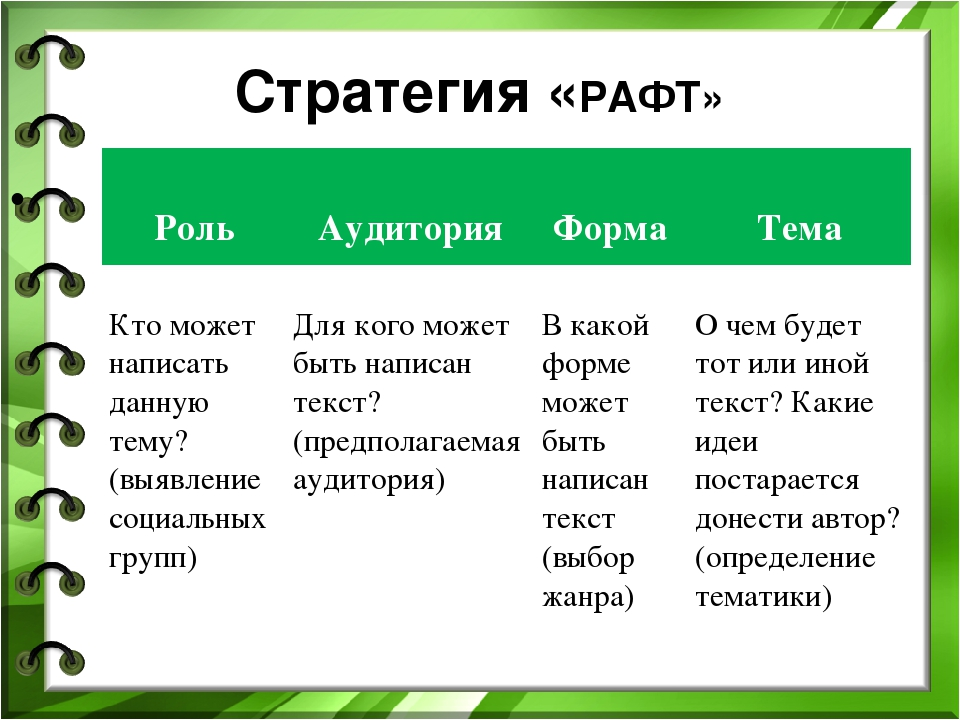 Стратегия «РАФТ»
•
Роль Аудитория Форма Тема
Кто может
написать
данную
тему?
(выявление
социальных
групп)
Для кого может
быть написан
текст?
(предполагаемая
аудитория)
В какой
форме
может
быть
написан
текст
(выбор
жанра)
О чем будет
тот или иной
текст? Какие
идеи
постарается
донести автор?
(определение
тематики)